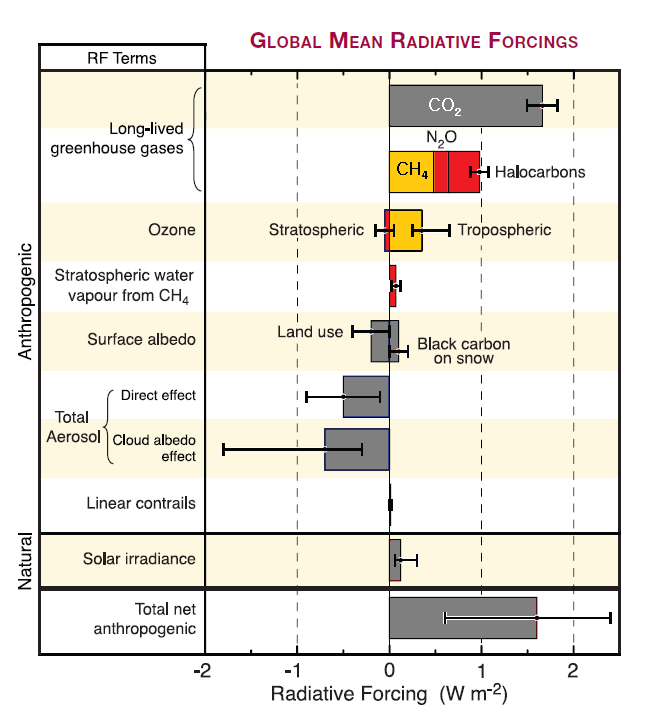 GLOBAL MEAN RADIATIVE FORCINGS
RF Terms
Anthropogenic
Long-lived
greenhouse gases
CO₂
N₂O
CH₄
Halocarbons
Ozone
Stratospheric
Tropospheric
Stratospheric water
vapour from CH₄
Surface albedo
Land use
Black carbon
on snow
Total
Aerosol
Direct effect
Cloud albedo
effect
Linear contrails
Natural
Solar irradiance
Total net
anthropogenic
-2 -1 0 1 2
Radiative Forcing (W m⁻²)